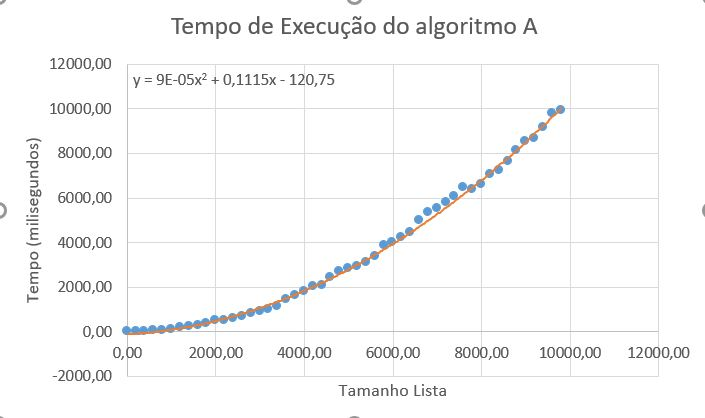 Tempo de Execução do algoritmo A
y = 9E-05x² + 0,1115x - 120,75
12000,00
10000,00
8000,00
6000,00
4000,00
2000,00
0,00
-2000,00
Tempo (milisegundos)
0,00 2000,00 4000,00 6000,00 8000,00 10000,00 12000,00
Tamanho Lista